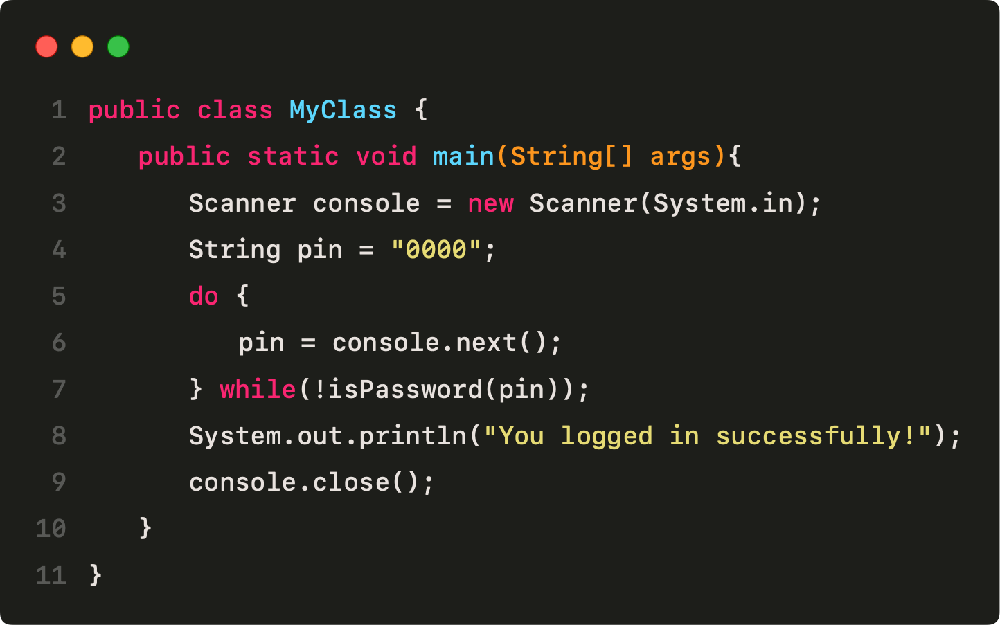 1 public class MyClass {
2     public static void main(String[] args){
3         Scanner console = new Scanner(System.in);
4         String pin = "0000";
5         do {
6             pin = console.next();
7         } while(!isPassword(pin));
8         System.out.println("You logged in successfully!");
9         console.close();
10     }
11 }